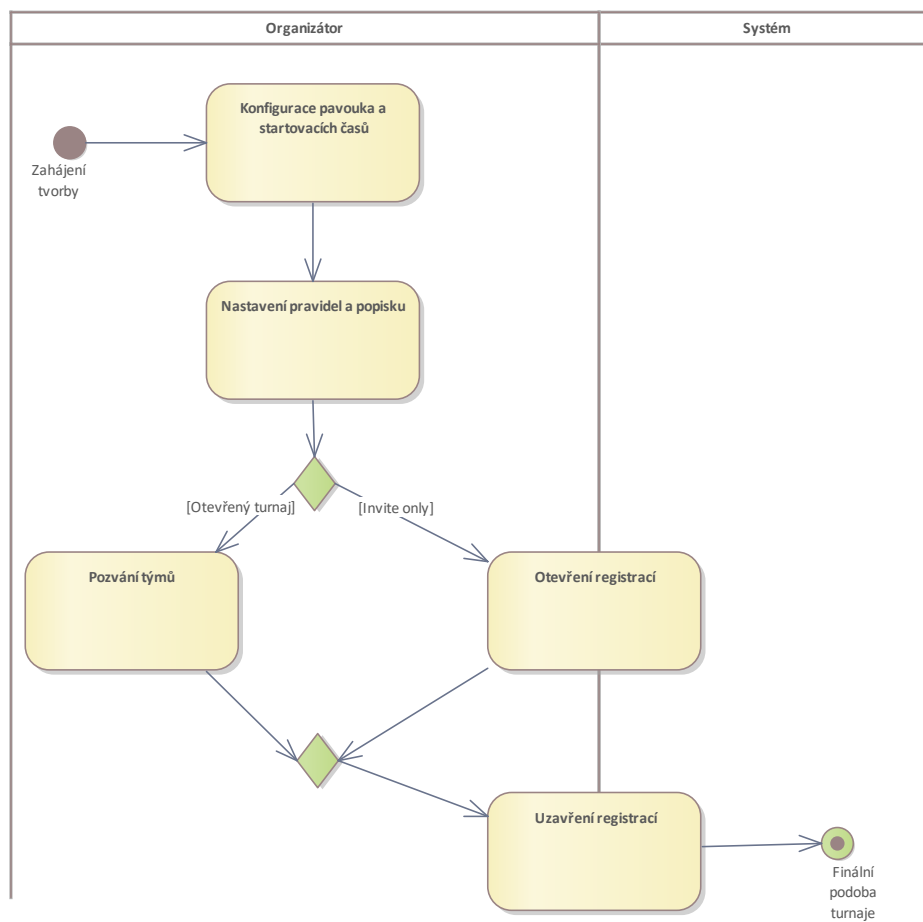 Organizátor
Systém
Konfigurace pavouka a
startovacích časů
Zahájení
tvorby
Nastavení pravidel a popisku
[Otevřený turnaj]
[Invite only]
Pozvání týmů
Otevření registrací
Uzavření registrací
Finální
podoba
turnaje